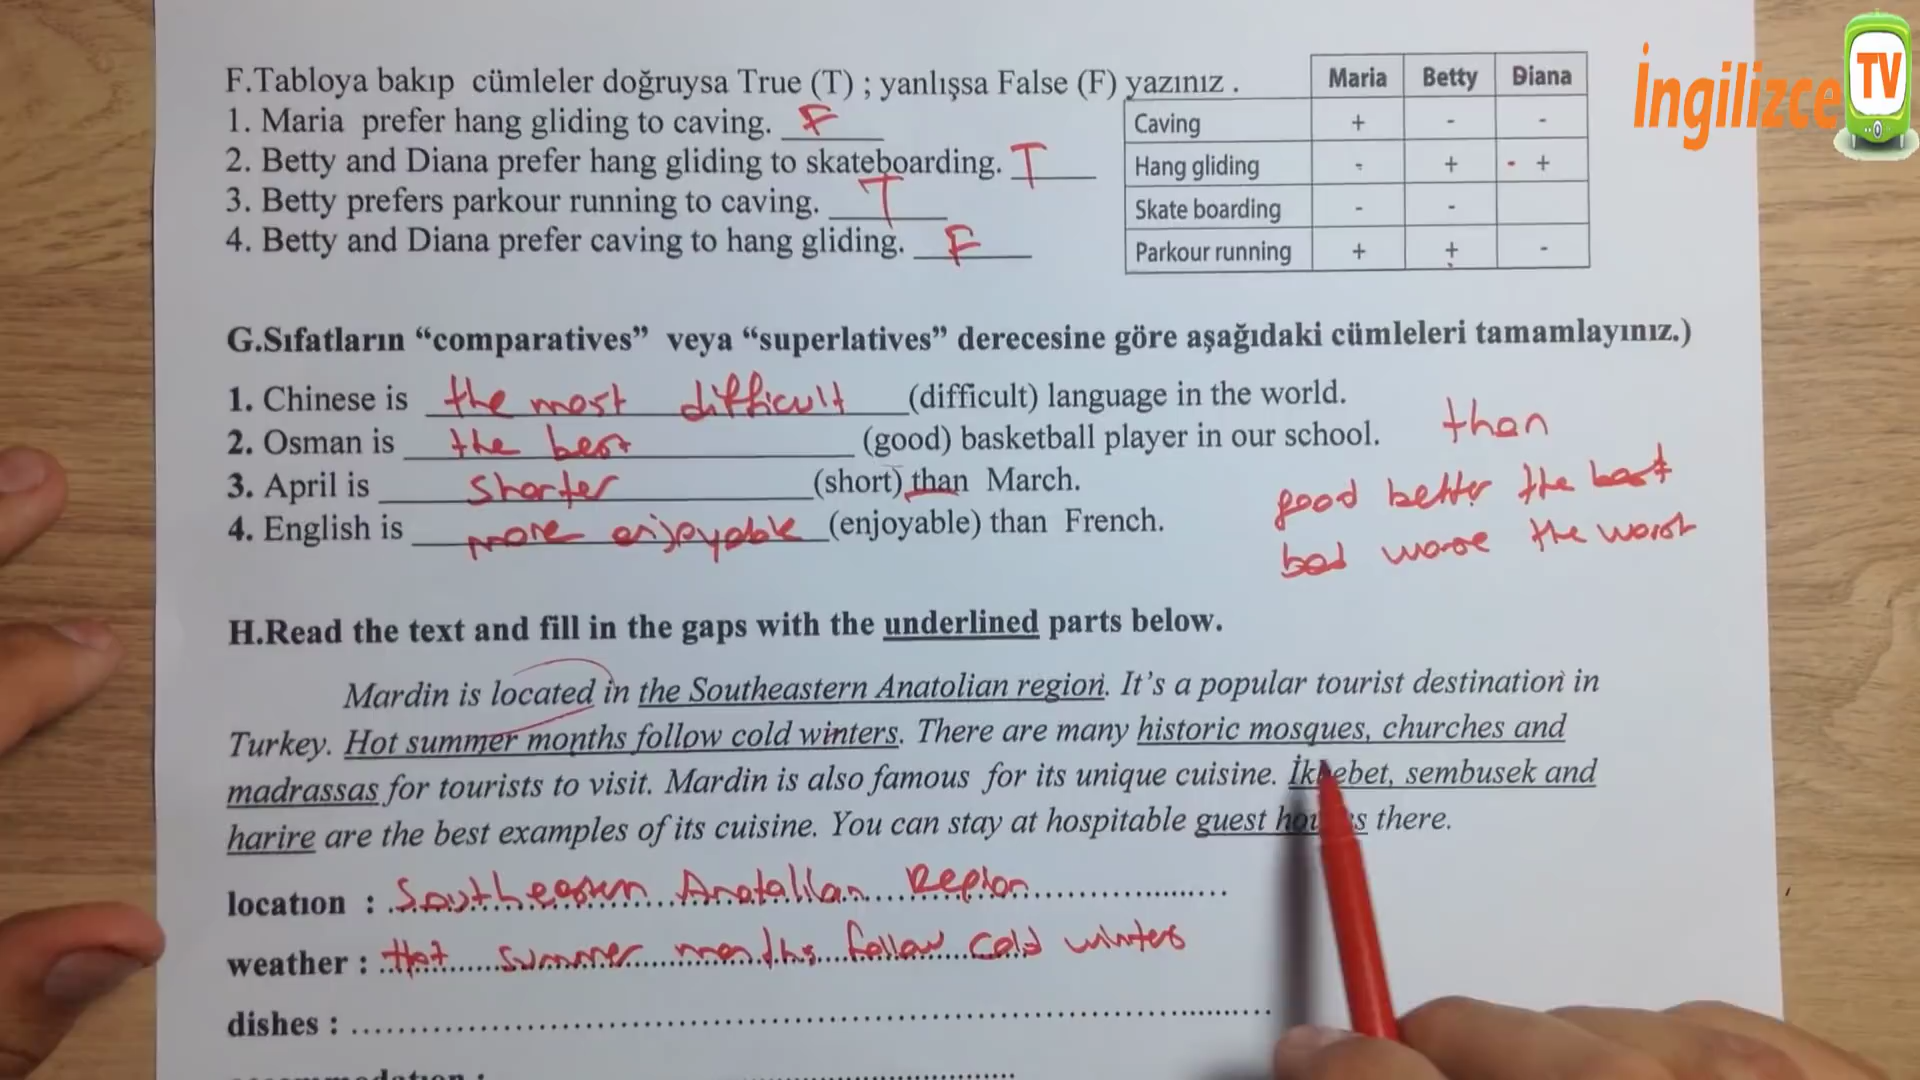 F.Tabloya bakıp cümleler doğruysa True (T) ; yanlışsa False (F) yazınız .
1. Maria prefer hang gliding to caving. F
2. Betty and Diana prefer hang gliding to skateboarding. T
3. Betty prefers parkour running to caving. T
4. Betty and Diana prefer caving to hang gliding. F
Maria Betty Diana
Caving + - -
Hang gliding - + - +
Skate boarding - -
Parkour running + + -
İngilizce TV
G.Sıfatların “comparatives” veya “superlatives” derecesine göre aşağıdaki cümleleri tamamlayınız.)
1. Chinese is the most difficult (difficult) language in the world.
2. Osman is the best (good) basketball player in our school.
3. April is shorter (short) than March.
4. English is more enjoyable (enjoyable) than French.
than
good better the best
bad worse the worst
H.Read the text and fill in the gaps with the underlined parts below.
Mardin is located in the Southeastern Anatolian region. It’s a popular tourist destination in
Turkey. Hot summer months follow cold winters. There are many historic mosques, churches and
madrassas for tourists to visit. Mardin is also famous for its unique cuisine. sembusek and
harire are the best examples of its cuisine. You can stay at hospitable guest there.
location : Southeasern Anatolian Region
weather : Hot summer months follow cold winters
dishes :